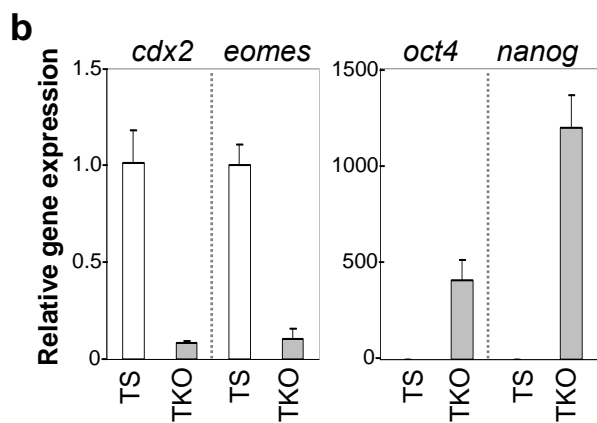 b
cdx2 eomes oct4 nanog
Relative gene expression
1.5
1.0
0.5
0
1500
1000
500
0
TS TKO TS TKO TS TKO TS TKO